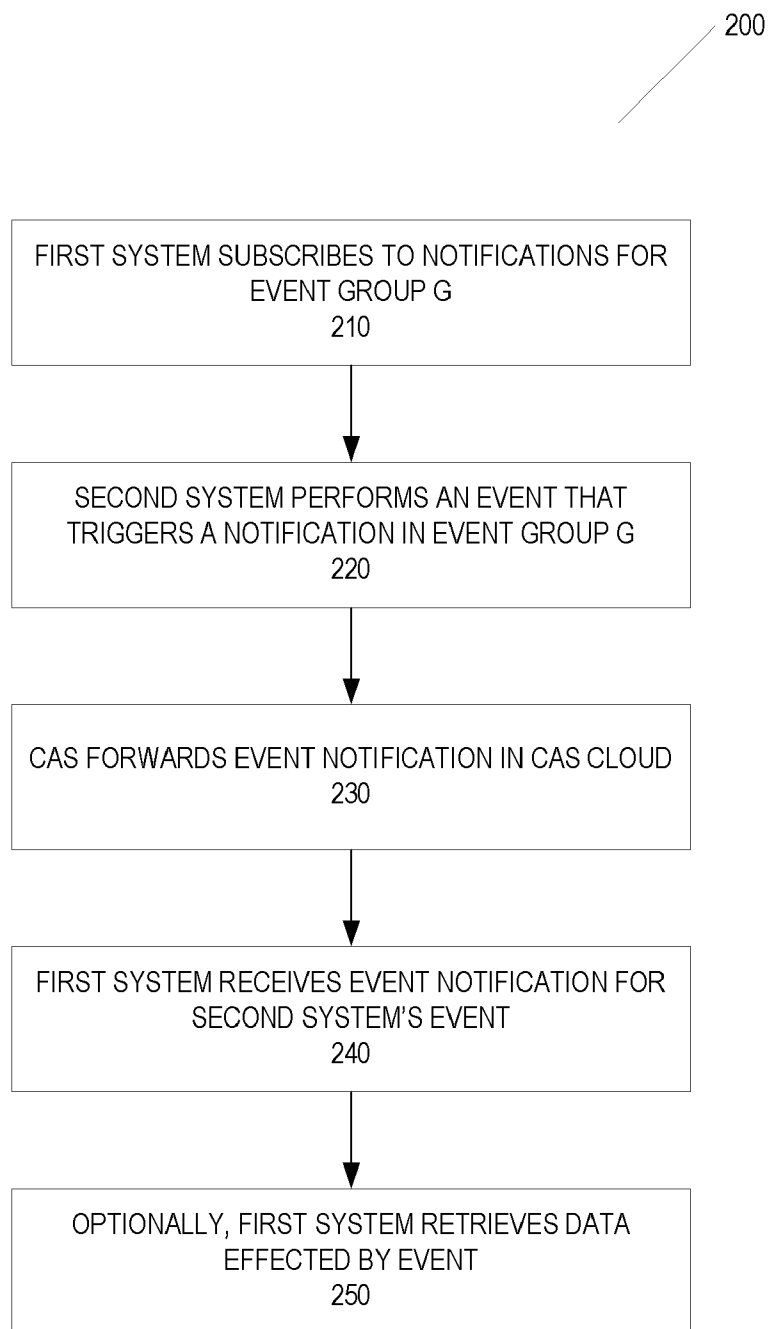 200
FIRST SYSTEM SUBSCRIBES TO NOTIFICATIONS FOR
EVENT GROUP G
210
SECOND SYSTEM PERFORMS AN EVENT THAT
TRIGGERS A NOTIFICATION IN EVENT GROUP G
220
CAS FORWARDS EVENT NOTIFICATION IN CAS CLOUD
230
FIRST SYSTEM RECEIVES EVENT NOTIFICATION FOR
SECOND SYSTEM'S EVENT
240
OPTIONALLY, FIRST SYSTEM RETRIEVES DATA
EFFECTED BY EVENT
250